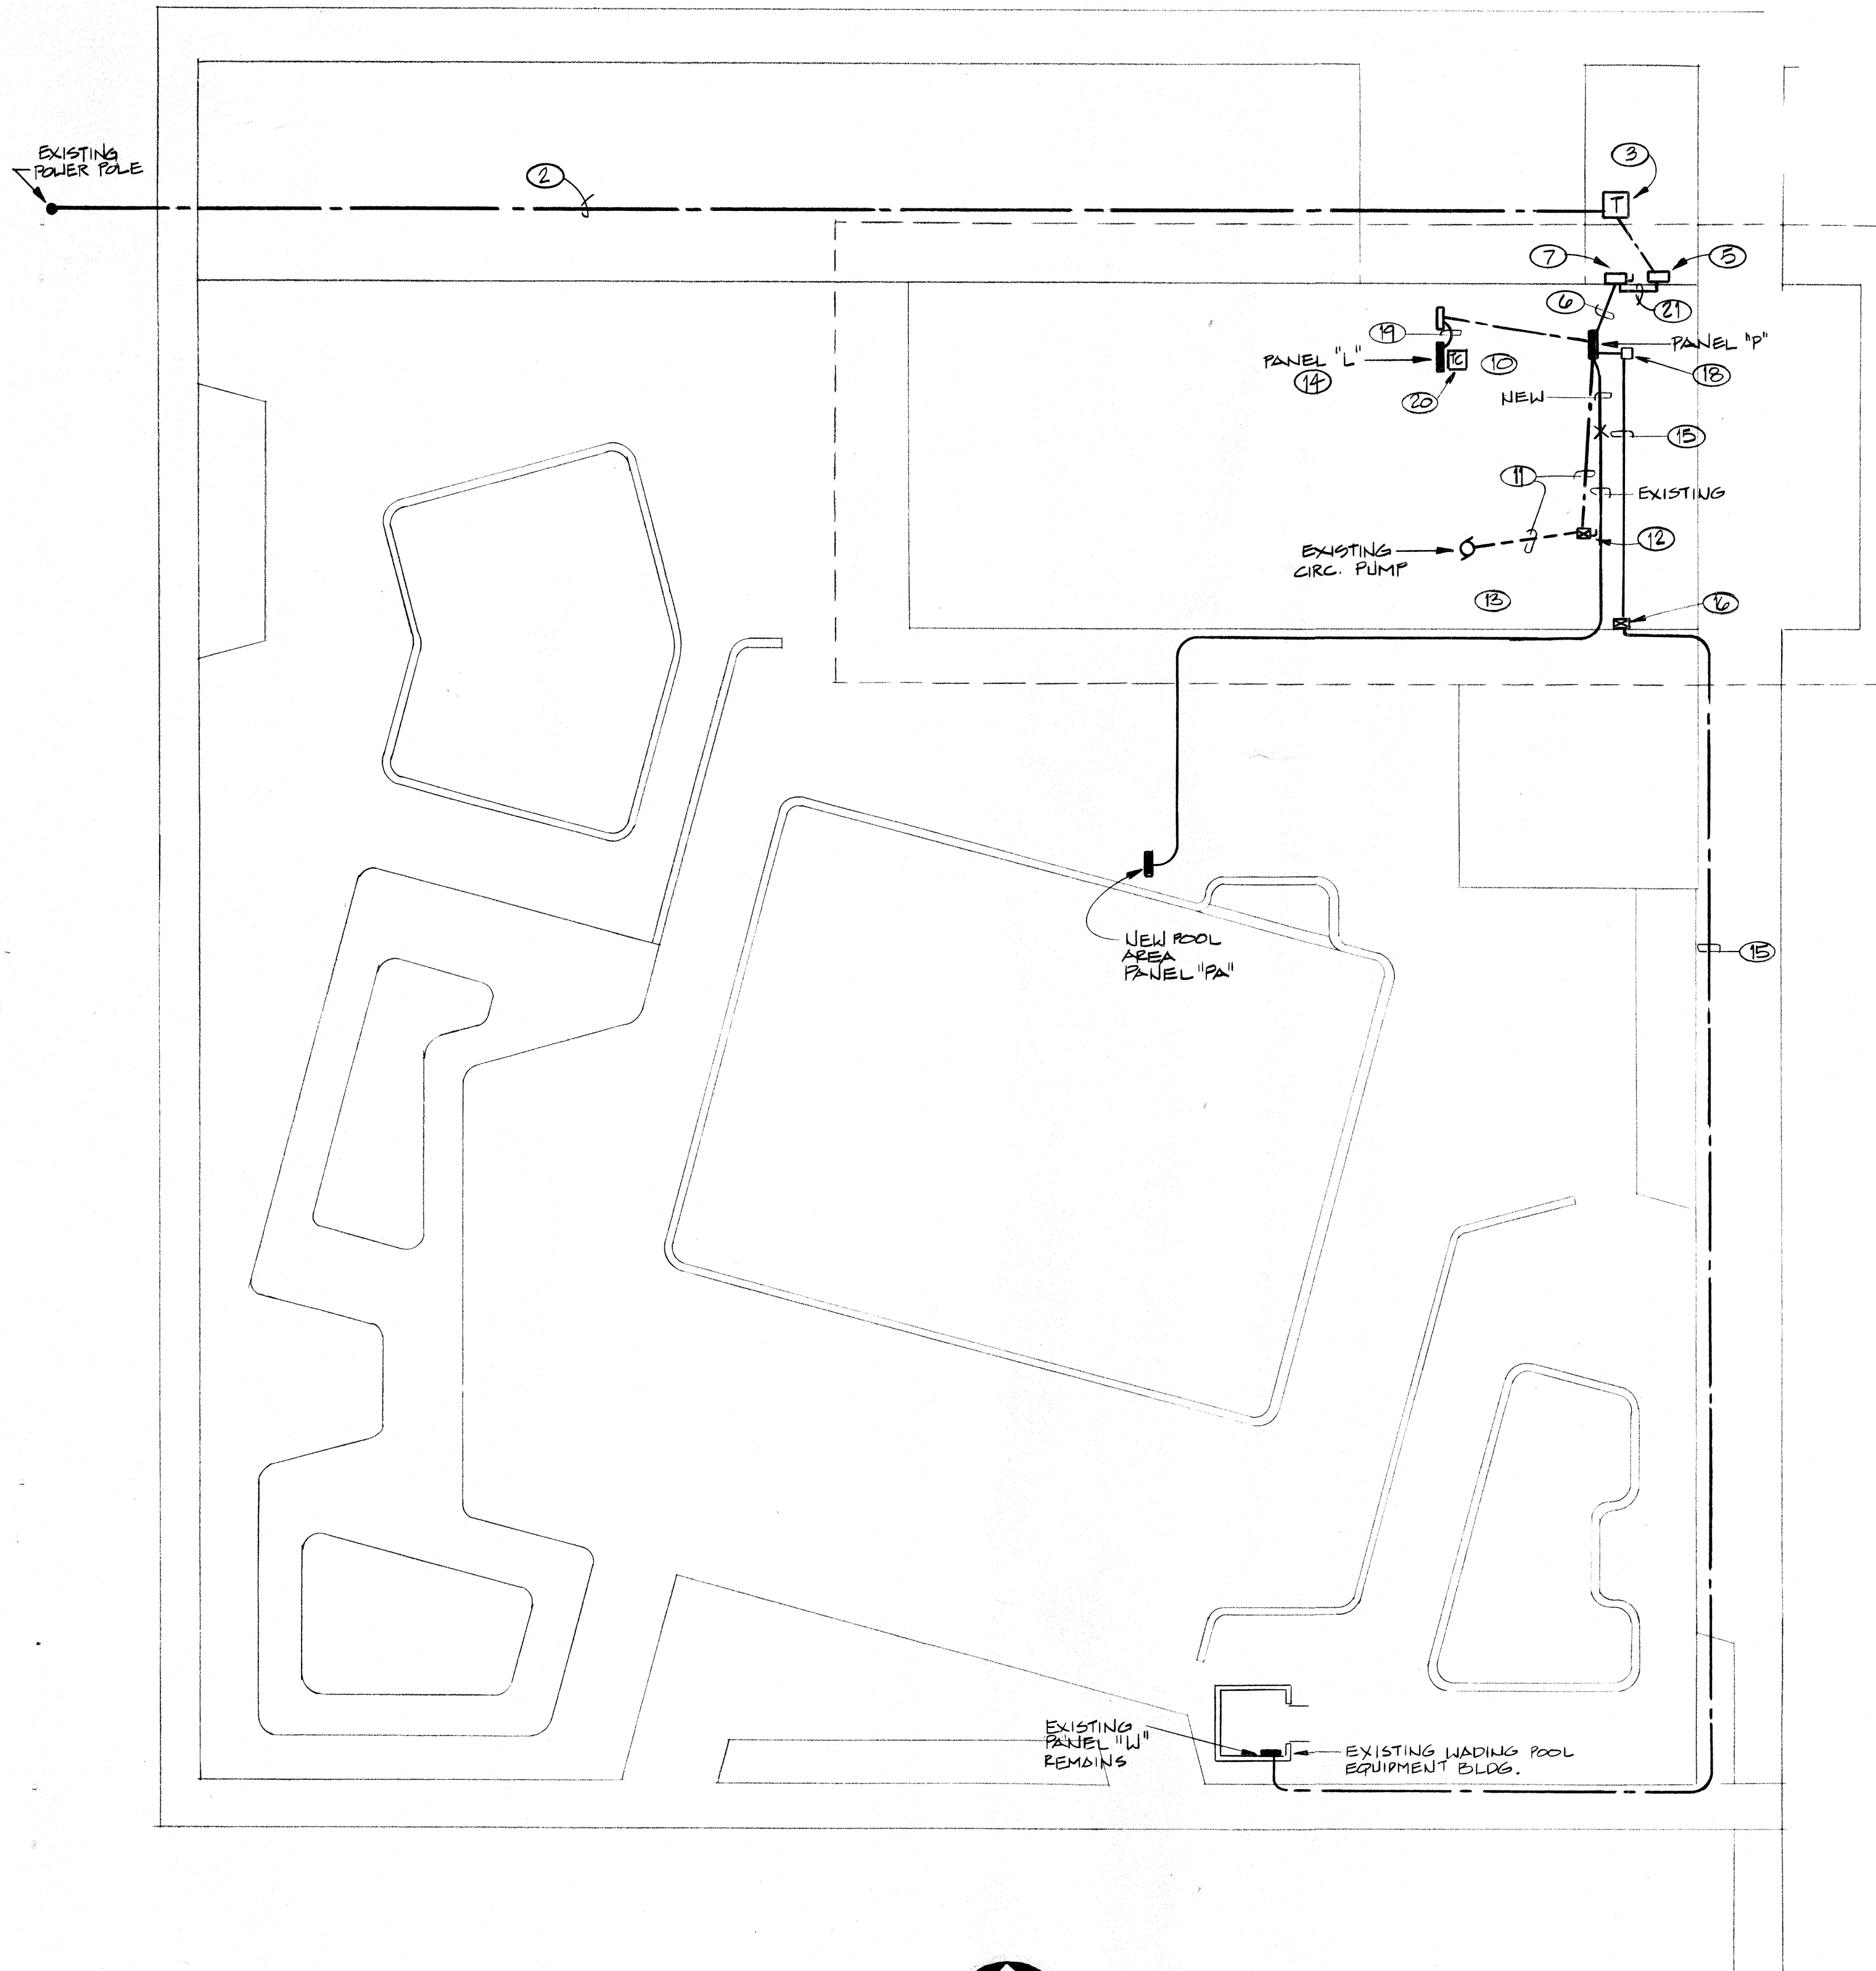 EXISTING
POWER POLE
2
3
T
7
5
6
21
19
PANEL "P"
PANEL "L"
TC
10
14
18
20
NEW
15
11
EXISTING
12
EXISTING
CIRC. PUMP
13
16
NEW POOL
AREA
PANEL "PA"
15
EXISTING
PANEL "W"
REMAINS
EXISTING WADING POOL
EQUIPMENT BLDG.